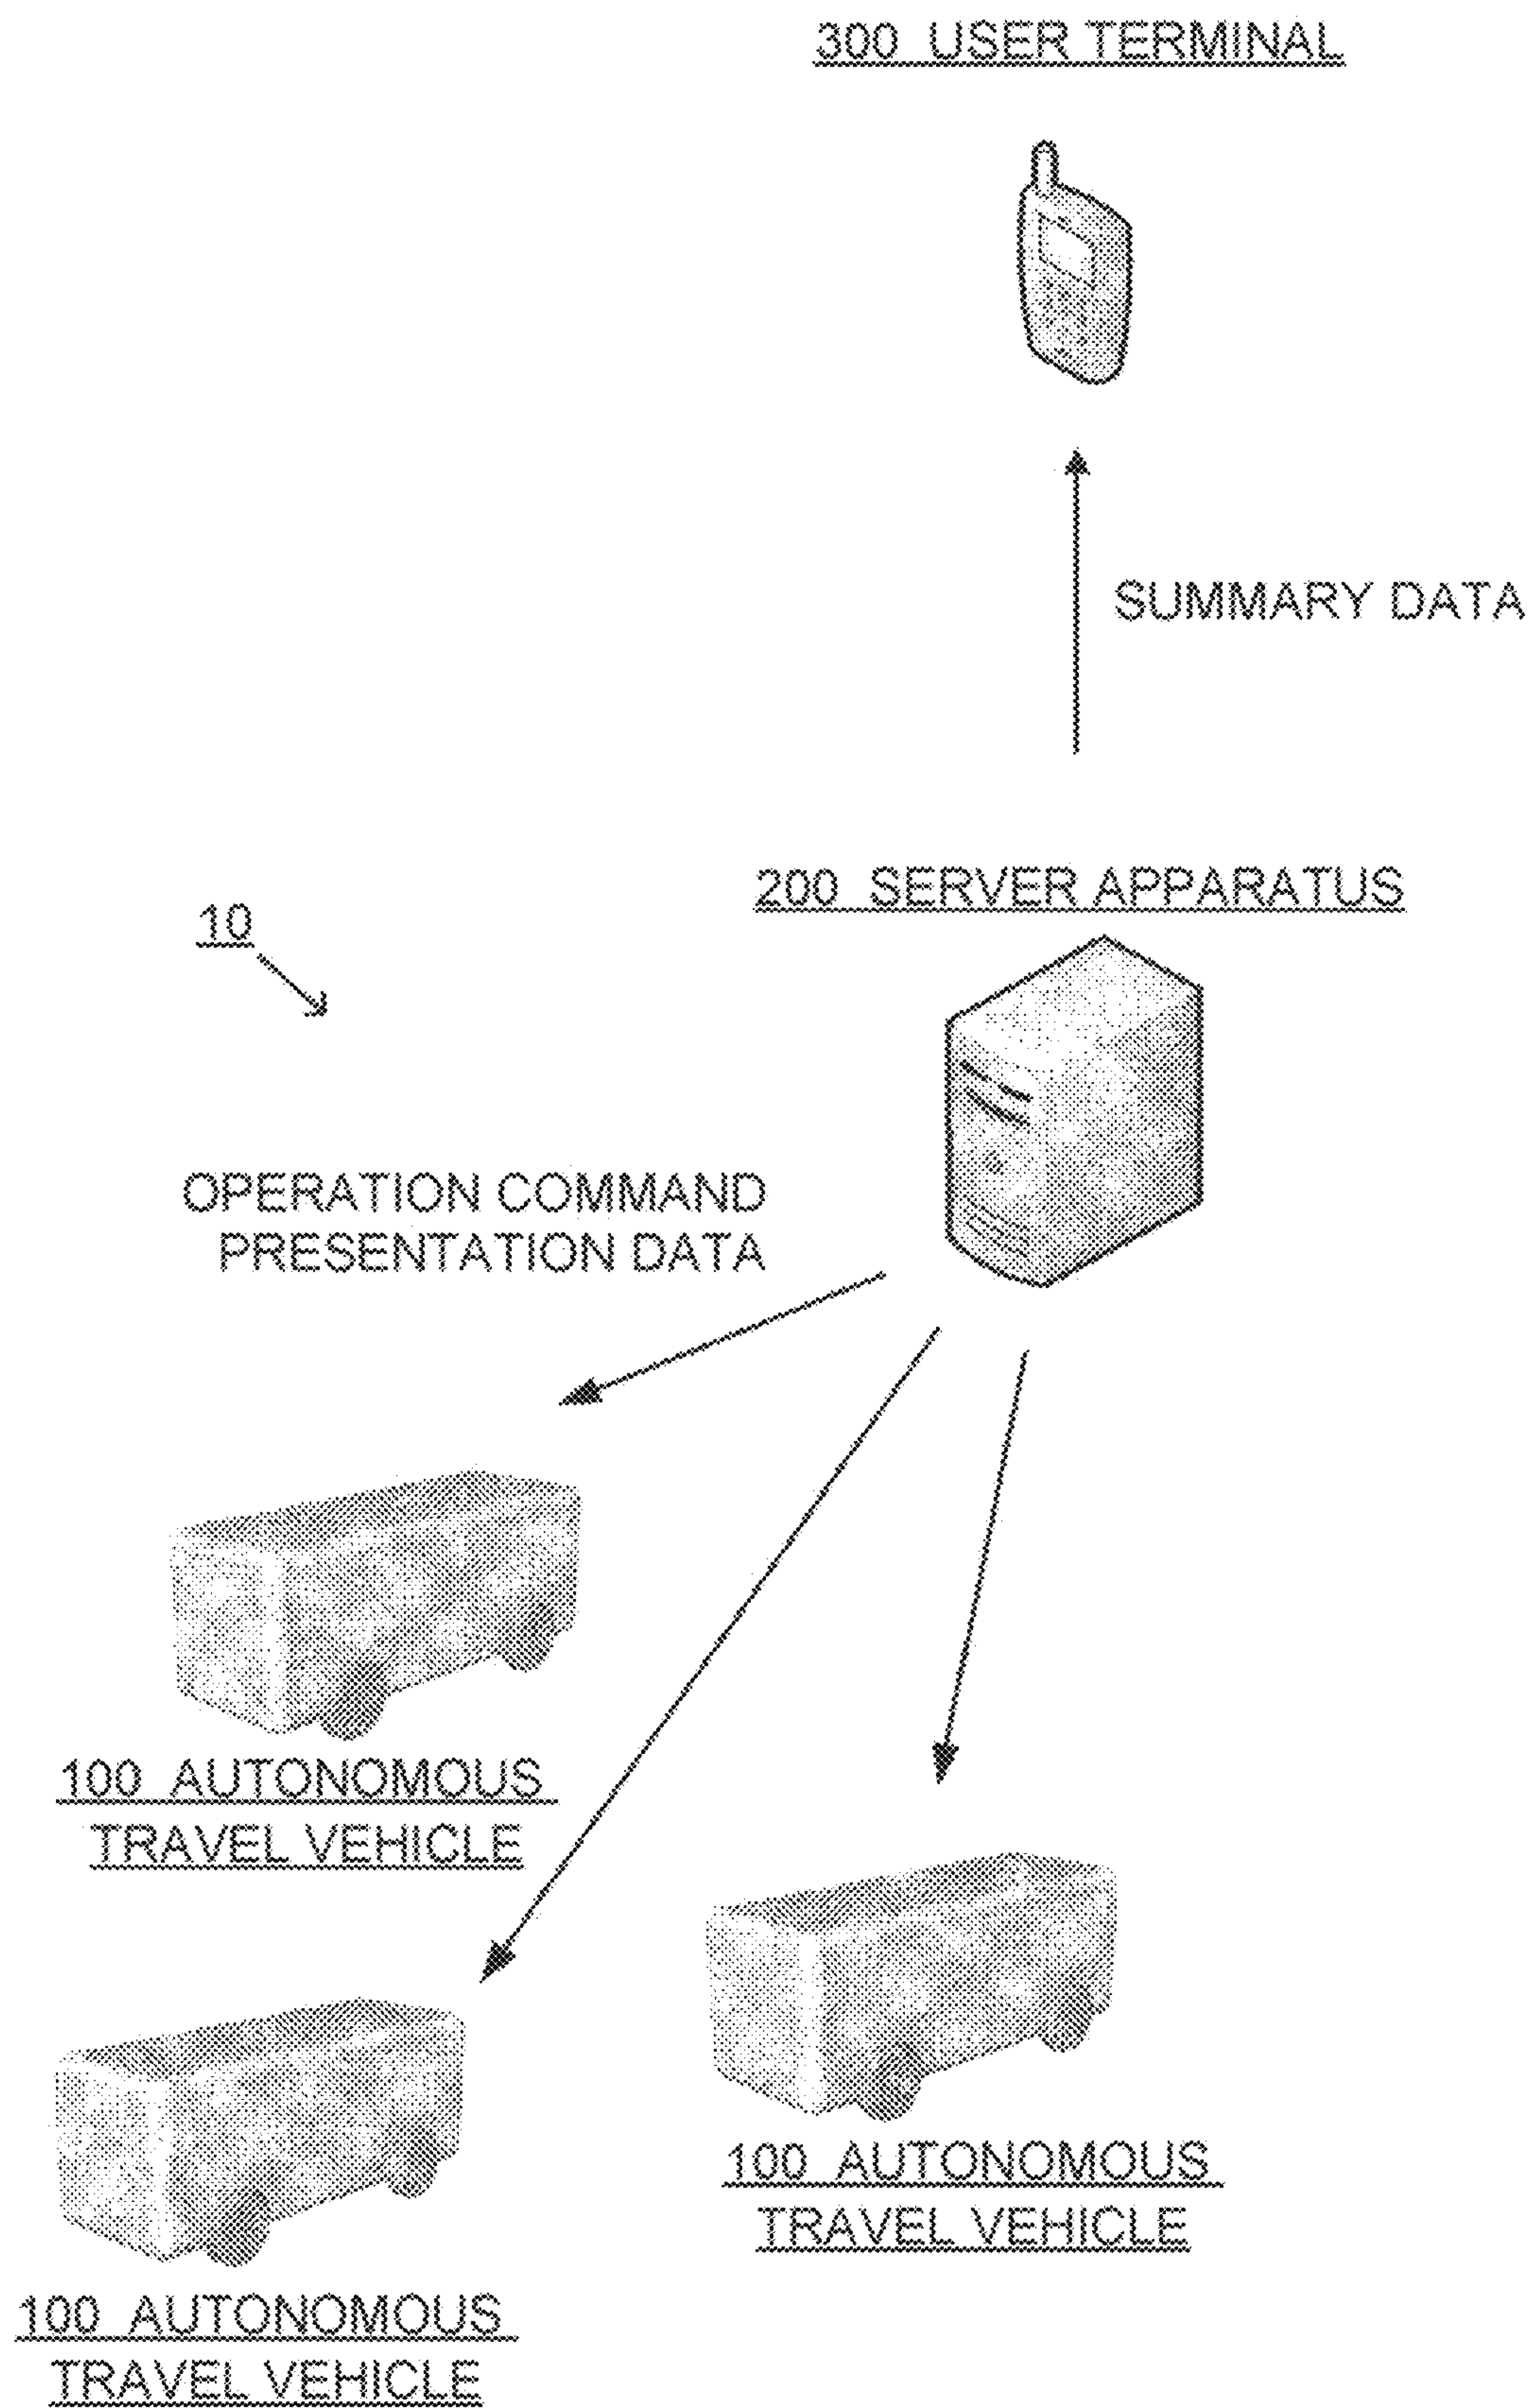 300 USER TERMINAL
SUMMARY DATA
200 SERVER APPARATUS
10
OPERATION COMMAND
PRESENTATION DATA
100 AUTONOMOUS
TRAVEL VEHICLE
100 AUTONOMOUS
TRAVEL VEHICLE
100 AUTONOMOUS
TRAVEL VEHICLE